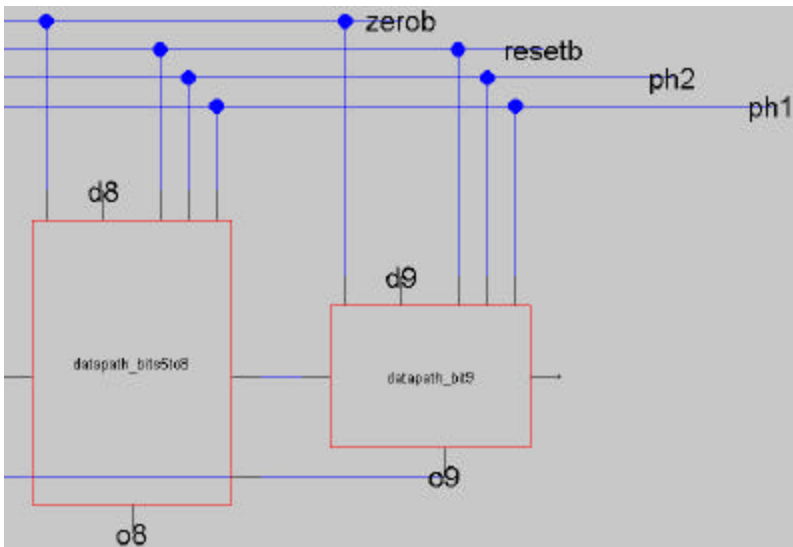 zerob
resetb
ph2
ph1
d8
d9
datapath_bits5to8
datapath_bit9
o9
o8